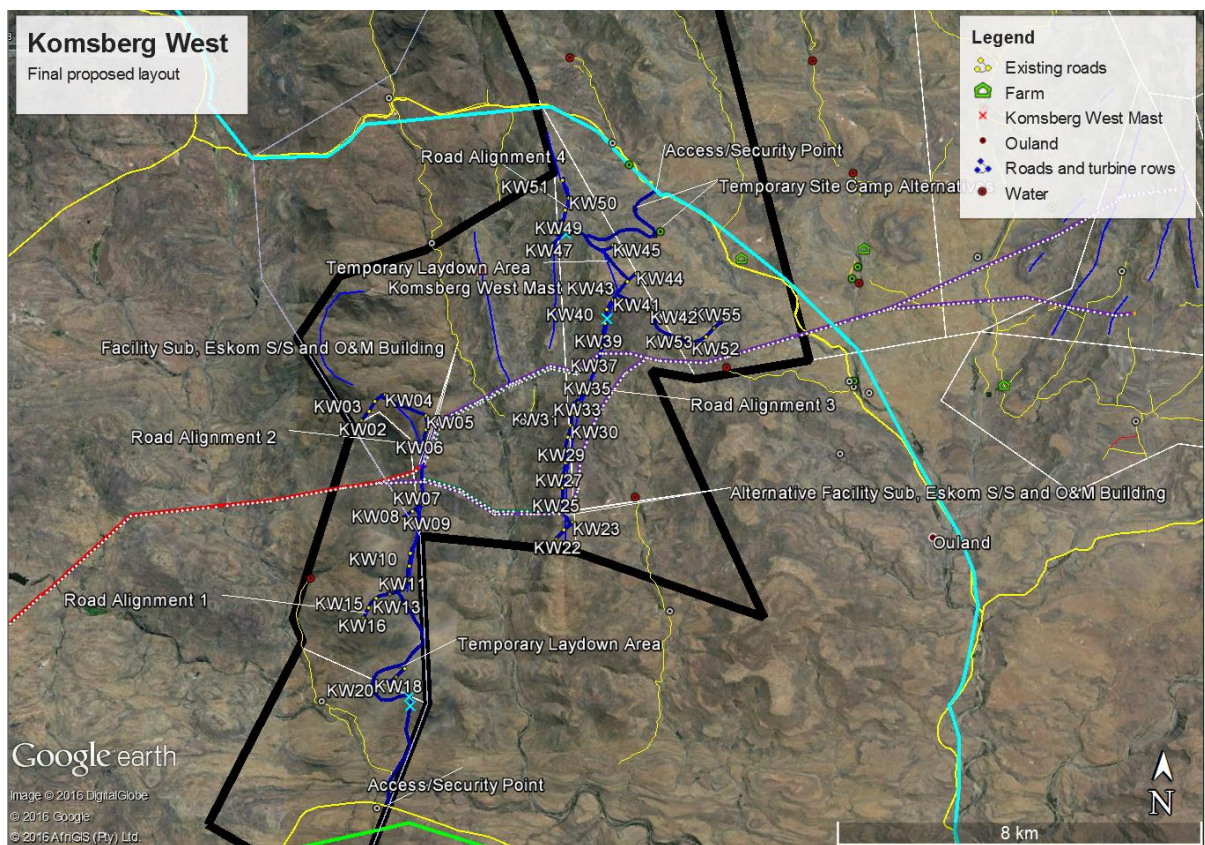 Komsberg West
Final proposed layout
Legend
Existing roads
Farm
Komsberg West Mast
Ouland
Roads and turbine rows
Water
Access/Security Point
Road Alignment 4
KW51
Temporary Site Camp Alternatives
KW50
KW49
KW47
KW45
Temporary Laydown Area
KW44
Komsberg West Mast
KW43
KW41
KW40
KW42
KW55
KW39
KW53
KW52
Facility Sub, Eskom S/S and O&M Building
KW37
KW35
KW04
KW03
KW33
Road Alignment 3
KW05
KW31
KW02
KW30
Road Alignment 2
KW06
KW29
KW27
Alternative Facility Sub, Eskom S/S and O&M Building
KW07
KW25
KW08
KW09
KW23
KW22
Ouland
KW10
KW11
Road Alignment 1
KW15
KW13
KW16
Temporary Laydown Area
KW20
KW18
Google earth
Access/Security Point
Image © 2016 DigitalGlobe
© 2016 Google
© 2016 AfriGIS (Pty) Ltd.
N
8 km